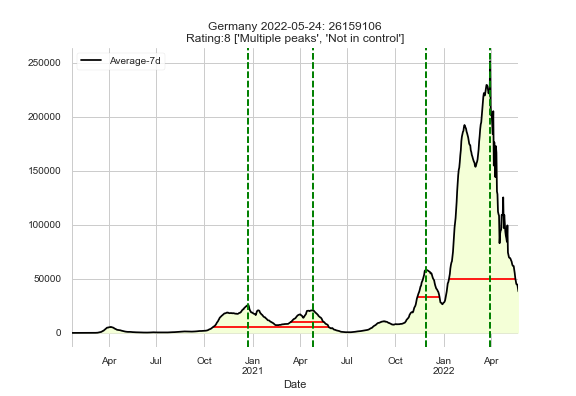 Germany 2022-05-24: 26159106
Rating:8 ['Multiple peaks', 'Not in control']
Average-7d
250000
200000
150000
100000
50000
0
Apr Jul Oct Jan Apr Jul Oct Jan Apr
2021 2022
Date